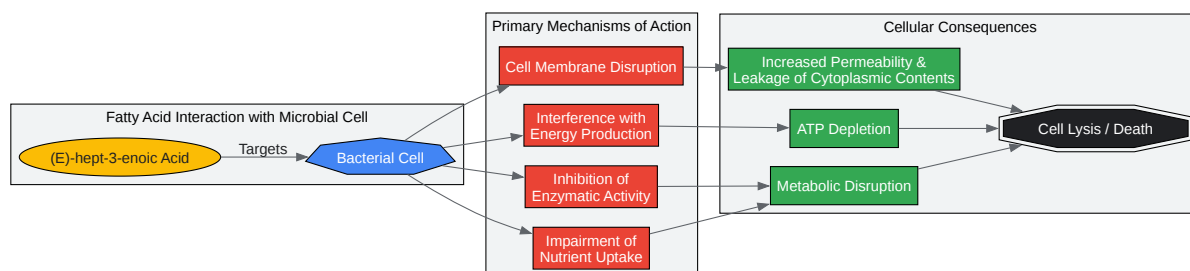 Primary Mechanisms of Action
Cellular Consequences
Cell Membrane Disruption
Increased Permeability &
Leakage of Cytoplasmic Contents
Fatty Acid Interaction with Microbial Cell
Interference with
Energy Production
ATP Depletion
Cell Lysis / Death
(E)-hept-3-enoic Acid
Targets
Bacterial Cell
Inhibition of
Enzymatic Activity
Metabolic Disruption
Impairment of
Nutrient Uptake